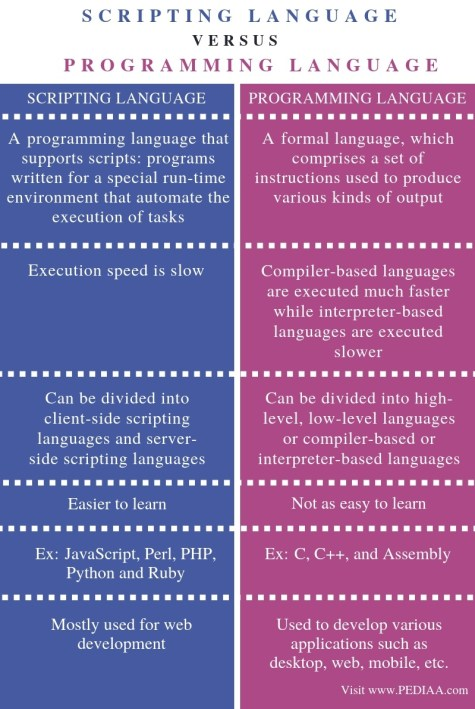 SCRIPTING LANGUAGE
VERSUS
PROGRAMMING LANGUAGE
SCRIPTING LANGUAGE
A programming language that
supports scripts: programs
written for a special run-time
environment that automate the
execution of tasks
Execution speed is slow
Can be divided into
client-side scripting
languages and server-
side scripting languages
Easier to learn
Ex: JavaScript, Perl, PHP,
Python and Ruby
Mostly used for web
development
PROGRAMMING LANGUAGE
A formal language, which
comprises a set of
instructions used to produce
various kinds of output
Compiler-based languages
are executed much faster
while interpreter-based
languages are executed
slower
Can be divided into high-
level, low-level languages
or compiler-based or
interpreter-based languages
Not as easy to learn
Ex: C, C++, and Assembly
Used to develop various
applications such as
desktop, web, mobile, etc.
Visit www.PEDIAA.com